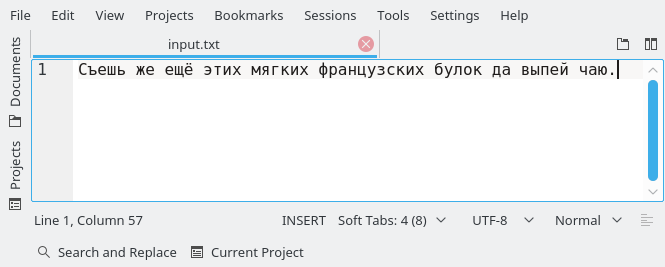 File Edit View Projects Bookmarks Sessions Tools Settings Help
input.txt
Documents
Projects
1 Съешь же ещё этих мягких французских булок да выпей чаю.
Line 1, Column 57 INSERT Soft Tabs: 4 (8) UTF-8 Normal
Search and Replace Current Project